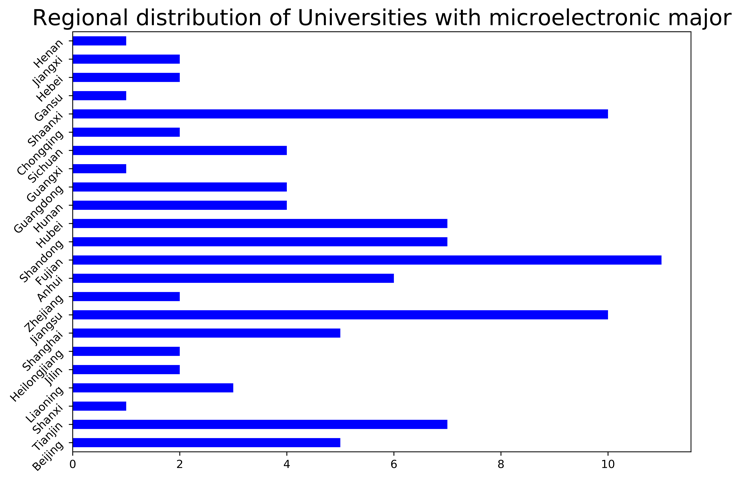 Regional distribution of Universities with microelectronic major
Henan
Jiangxi
Hebei
Gansu
Shaanxi
Chongqing
Sichuan
Guangxi
Guangdong
Hunan
Hubei
Shandong
Fujian
Anhui
Zhejiang
Jiangsu
Shanghai
Heilongjiang
Jilin
Liaoning
Shanxi
Tianjin
Beijing
0 2 4 6 8 10